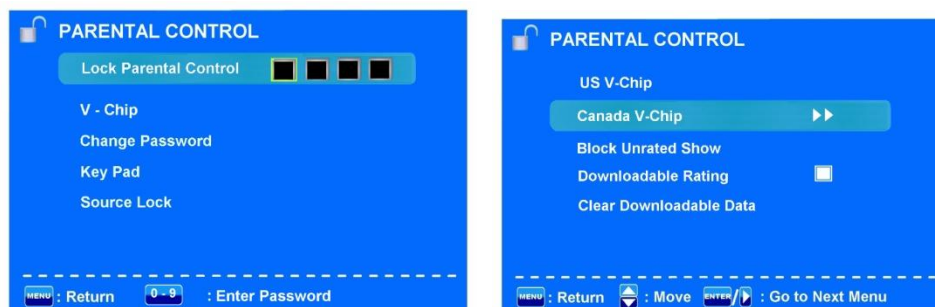 PARENTAL CONTROL
Lock Parental Control
V - Chip
Change Password
Key Pad
Source Lock
MENU : Return 0 - 9 : Enter Password
PARENTAL CONTROL
US V-Chip
Canada V-Chip
Block Unrated Show
Downloadable Rating
Clear Downloadable Data
MENU : Return : Move ENTER/ : Go to Next Menu